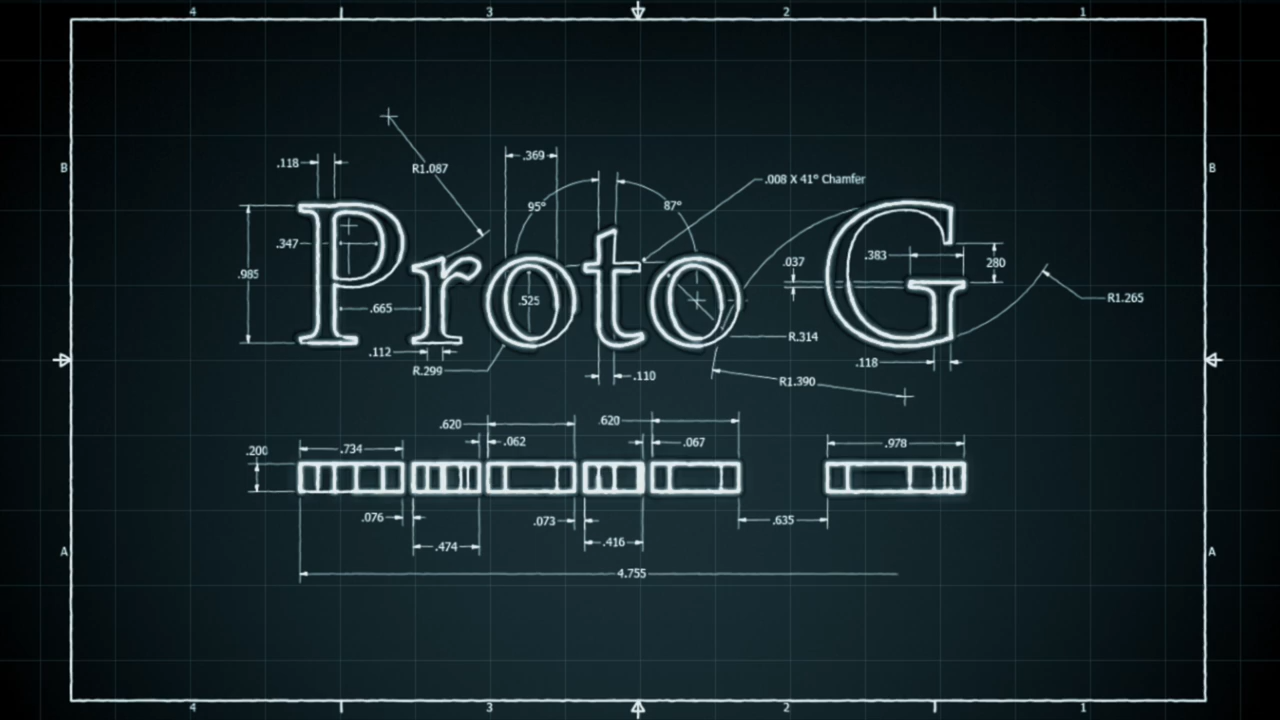 4 3 2 1
.369
.118
R1.087
B B
.008 X 41° Chamfer
95° 87°
Proto G
.347
.383
.037
280
.985
.525
.665
R1.265
R.314
.112
.118
R.299
.110
R1.390
.620 .620
.062 .067
.734
.978
.200
.076
.073
.635
.474
.416
A A
4.755
4 3 2 1